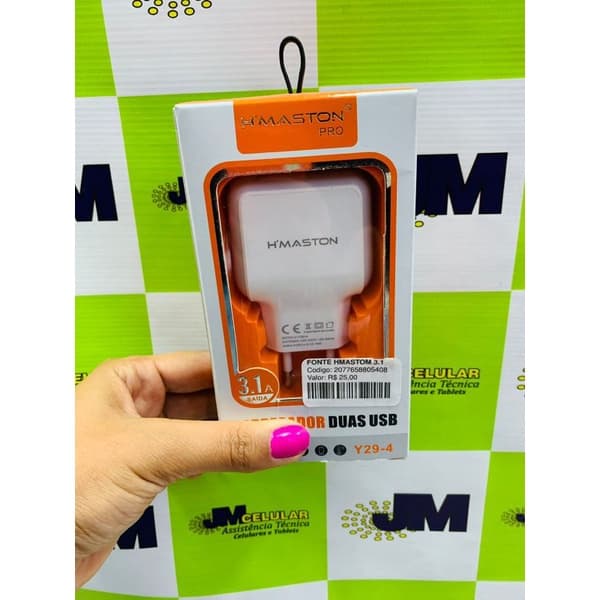 H'MASTON
PRO
H'MASTON
CE
3.1A
SAÍDA
FONTE HMASTOM 3.1
Codigo: 2077658805408
Valor: R$ 25,00
DUAS USB
Y29-4
JM
JM
JM CELULAR
Assistência Técnica
Celulares e Tablets
JM CELULAR
Assistência Técnica
Celulares e Tablets
JM